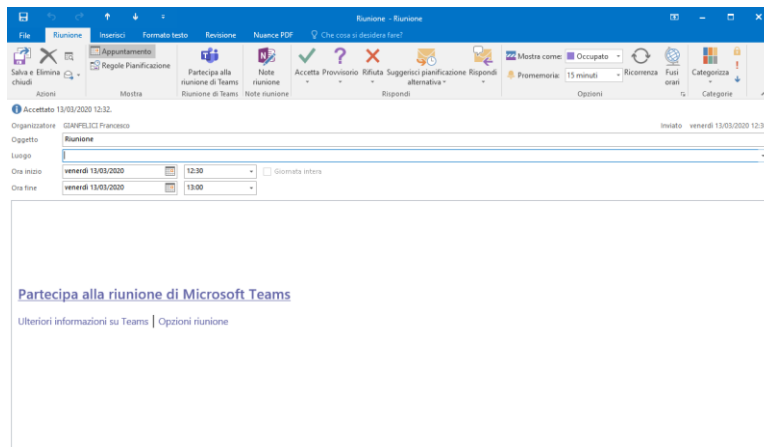 Riunione - Riunione
File Riunione Inserisci Formato testo Revisione Nuance PDF Che cosa si desidera fare?
Salva e chiudi
Elimina
Azioni
Appuntamento
Regole Pianificazione
Mostra
Partecipa alla riunione di Teams
Riunione di Teams
Note riunione
Note riunione
Accetta Provvisorio Rifiuta Suggerisci pianificazione alternativa Rispondi
Rispondi
Mostra come: Occupato
Promemoria: 15 minuti
Ricorrenza
Fusi orari
Opzioni
Categorizza
Categorie
Accettato 13/03/2020 12:32.
Organizzatore GIANFELICI Francesco Inviato venerdì 13/03/2020 12:3
Oggetto Riunione
Luogo
Ora inizio venerdì 13/03/2020 12:30 Giornata intera
Ora fine venerdì 13/03/2020 13:00
Partecipa alla riunione di Microsoft Teams
Ulteriori informazioni su Teams | Opzioni riunione